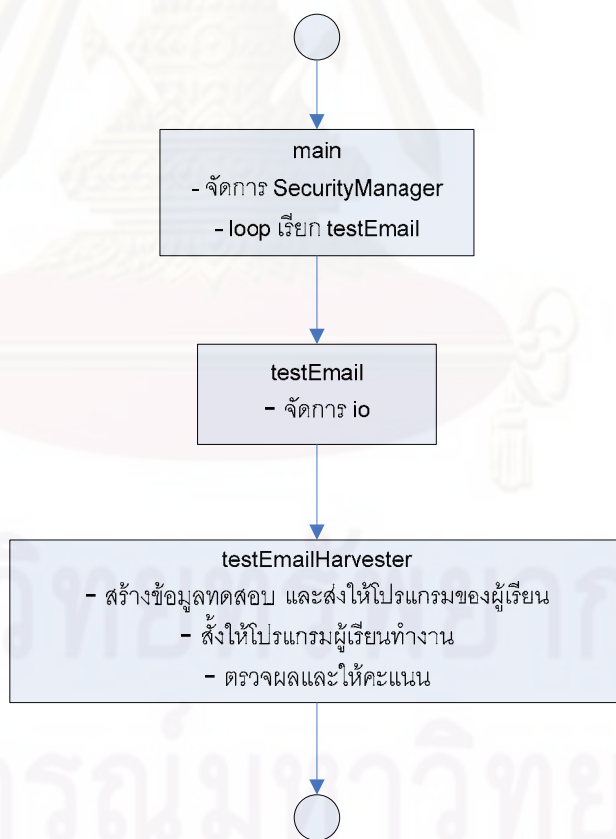 main
- จัดการ SecurityManager
- loop เรียก testEmail
testEmail
- จัดการ io
testEmailHarvester
- สร้างข้อมูลทดสอบ และส่งให้โปรแกรมของผู้เรียน
- สั่งให้โปรแกรมผู้เรียนทำงาน
- ตรวจผลและให้คะแนน